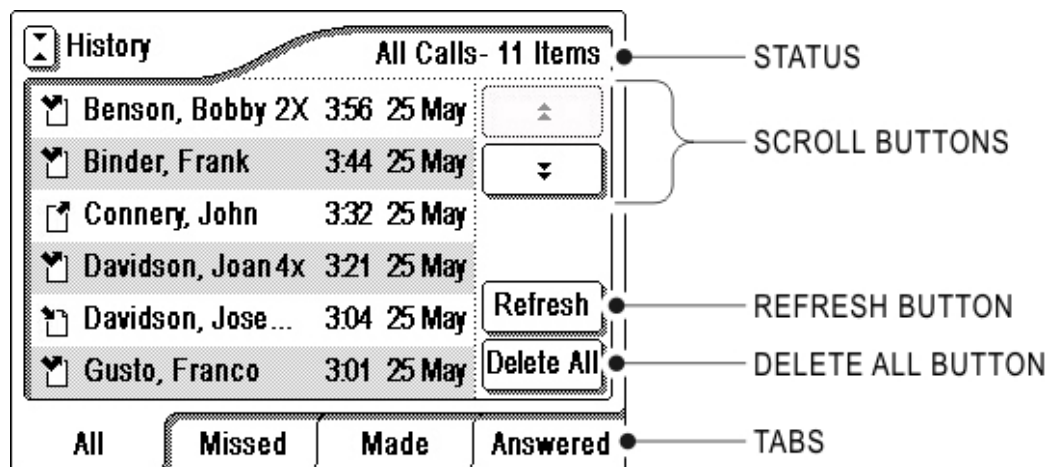 History
All Calls- 11 Items
STATUS
Benson, Bobby 2X 3:56 25 May
SCROLL BUTTONS
Binder, Frank 3:44 25 May
Connery, John 3:32 25 May
Davidson, Joan 4x 3:21 25 May
Davidson, Jose... 3:04 25 May
Refresh
REFRESH BUTTON
Gusto, Franco 3:01 25 May
Delete All
DELETE ALL BUTTON
All Missed Made Answered
TABS